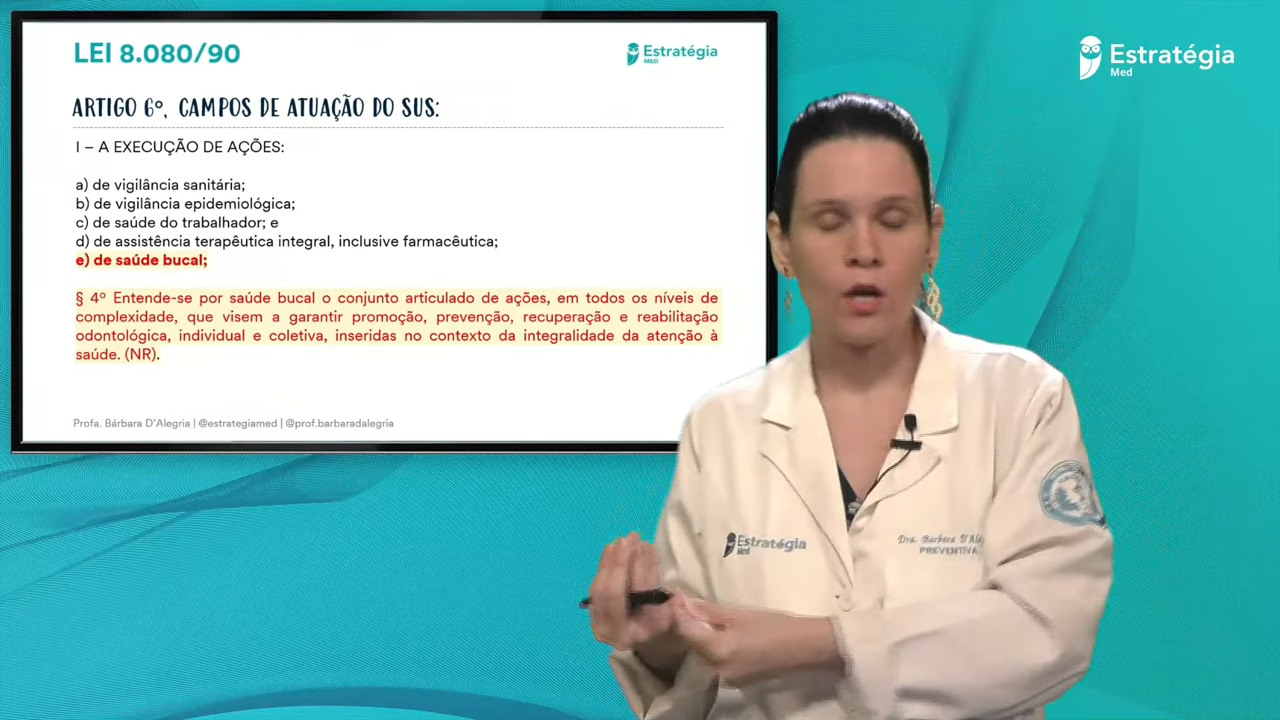 LEI 8.080/90
Estratégia
MED
ARTIGO 6º, CAMPOS DE ATUAÇÃO DO SUS:
I – A EXECUÇÃO DE AÇÕES:
a) de vigilância sanitária;
b) de vigilância epidemiológica;
c) de saúde do trabalhador; e
d) de assistência terapêutica integral, inclusive farmacêutica;
e) de saúde bucal;
§ 4º Entende-se por saúde bucal o conjunto articulado de ações, em todos os níveis de
complexidade, que visem a garantir promoção, prevenção, recuperação e reabilitação
odontológica, individual e coletiva, inseridas no contexto da integralidade da atenção à
saúde. (NR).
Profa. Bárbara D'Alegria | @estrategiamed | @prof.barbaradalegria
Estratégia
Med
Estratégia
Med
Dra. Barbara D'Ale
PREVENTIVA